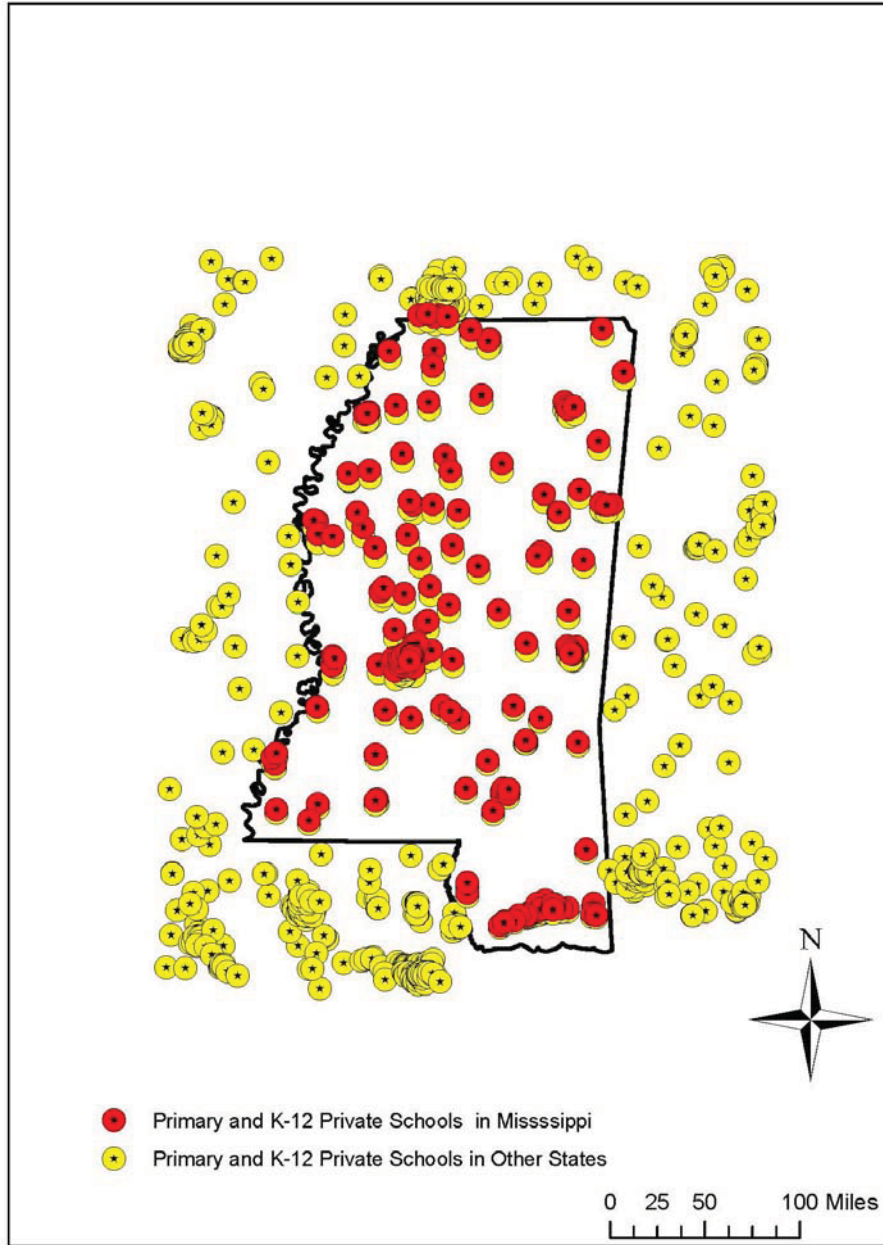 N
Primary and K-12 Private Schools in Misssssippi
Primary and K-12 Private Schools in Other States
0 25 50 100 Miles